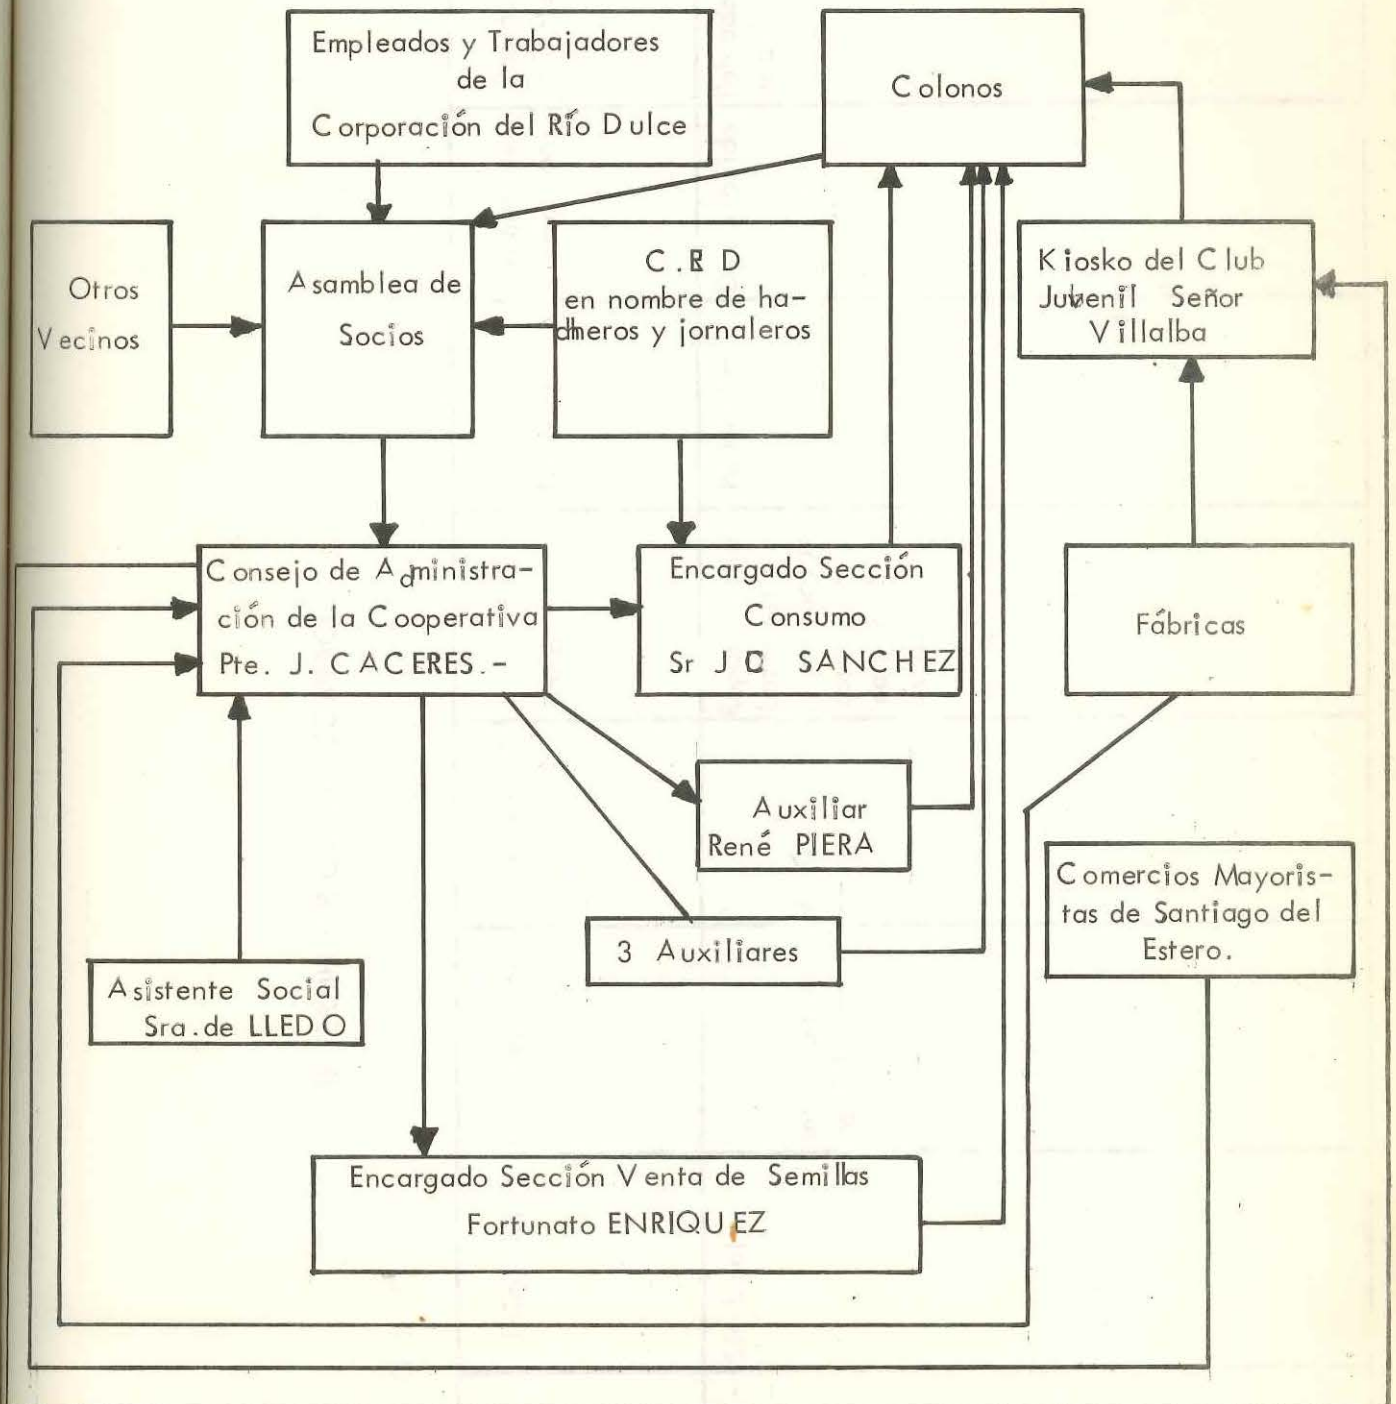 Empleados y Trabajadores
de la
Corporación del Río Dulce
Colonos
Otros
Vecinos
Asamblea de
Socios
C.R D
en nombre de ha-
cheros y jornaleros
Kiosko del Club
Juvenil Señor
Villalba
Consejo de Administra-
ción de la Cooperativa
Pte. J. CACERES.-
Encargado Sección
Consumo
Sr J C SANCHEZ
Fábricas
Auxiliar
René PIERA
3 Auxiliares
Comercios Mayoris-
tas de Santiago del
Estero.
Asistente Social
Sra. de LLEDO
Encargado Sección Venta de Semillas
Fortunato ENRIQUEZ